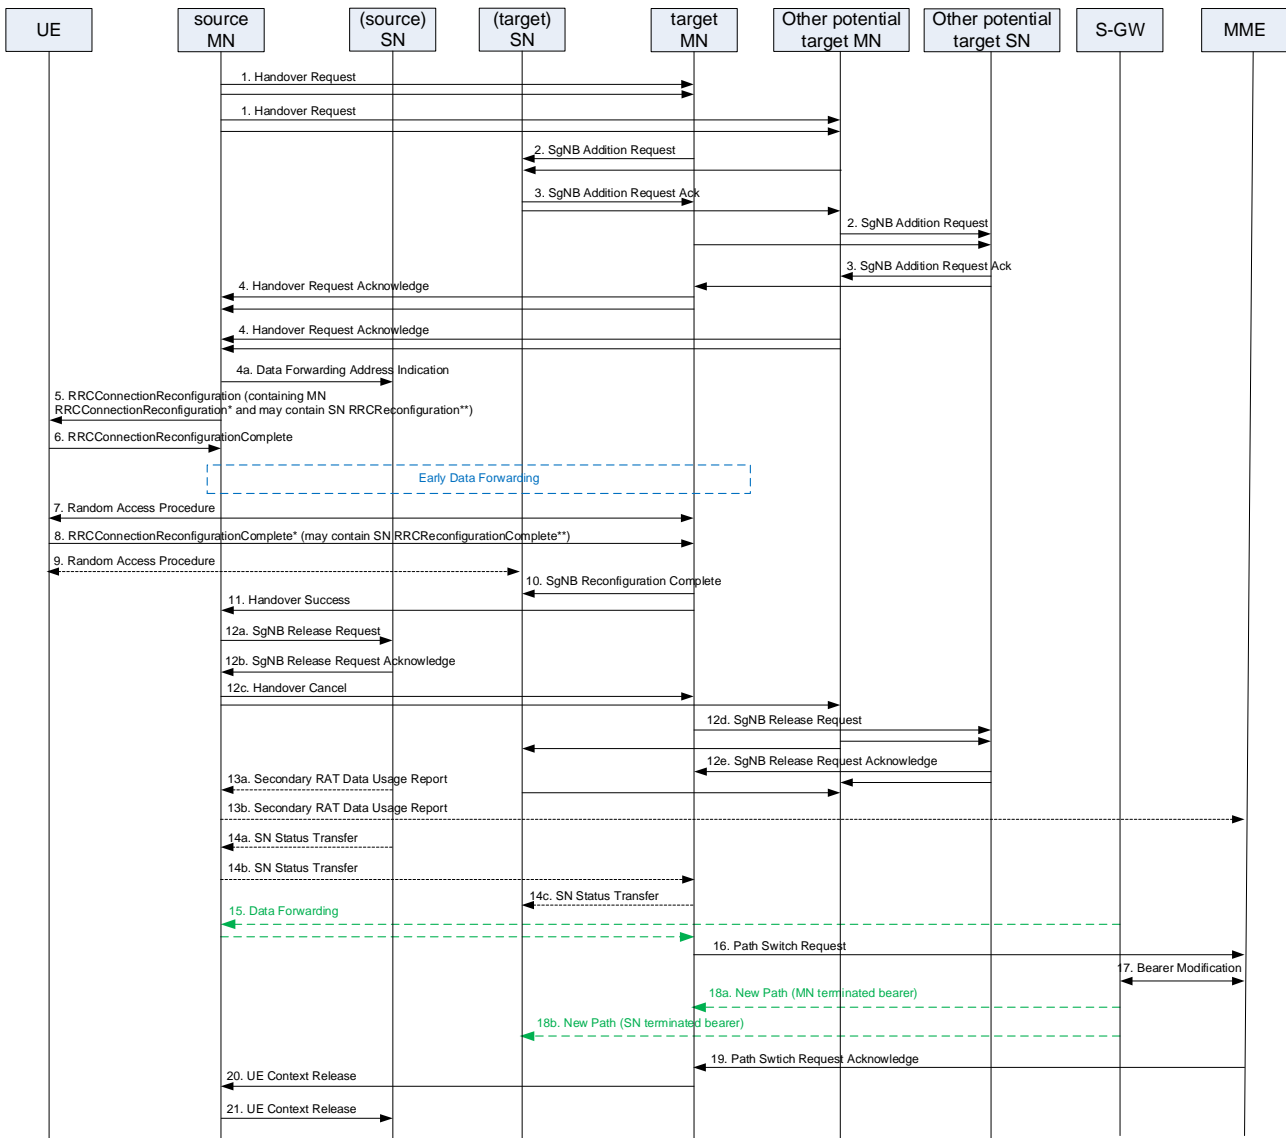 UE
source
MN
(source)
SN
(target)
SN
target
MN
Other potential
target MN
Other potential
target SN
S-GW
MME
1. Handover Request
1. Handover Request
2. SgNB Addition Request
3. SgNB Addition Request Ack
2. SgNB Addition Request
3. SgNB Addition Request Ack
4. Handover Request Acknowledge
4. Handover Request Acknowledge
4a. Data Forwarding Address Indication
5. RRCConnectionReconfiguration (containing MN
RRCConnectionReconfiguration* and may contain SN RRCReconfiguration**)
6. RRCConnectionReconfigurationComplete
Early Data Forwarding
7. Random Access Procedure
8. RRCConnectionReconfigurationComplete* (may contain SN RRCReconfigurationComplete**)
9. Random Access Procedure
10. SgNB Reconfiguration Complete
11. Handover Success
12a. SgNB Release Request
12b. SgNB Release Request Acknowledge
12c. Handover Cancel
12d. SgNB Release Request
12e. SgNB Release Request Acknowledge
13a. Secondary RAT Data Usage Report
13b. Secondary RAT Data Usage Report
14a. SN Status Transfer
14b. SN Status Transfer
14c. SN Status Transfer
15. Data Forwarding
16. Path Switch Request
17. Bearer Modification
18a. New Path (MN terminated bearer)
18b. New Path (SN terminated bearer)
19. Path Swtich Request Acknowledge
20. UE Context Release
21. UE Context Release